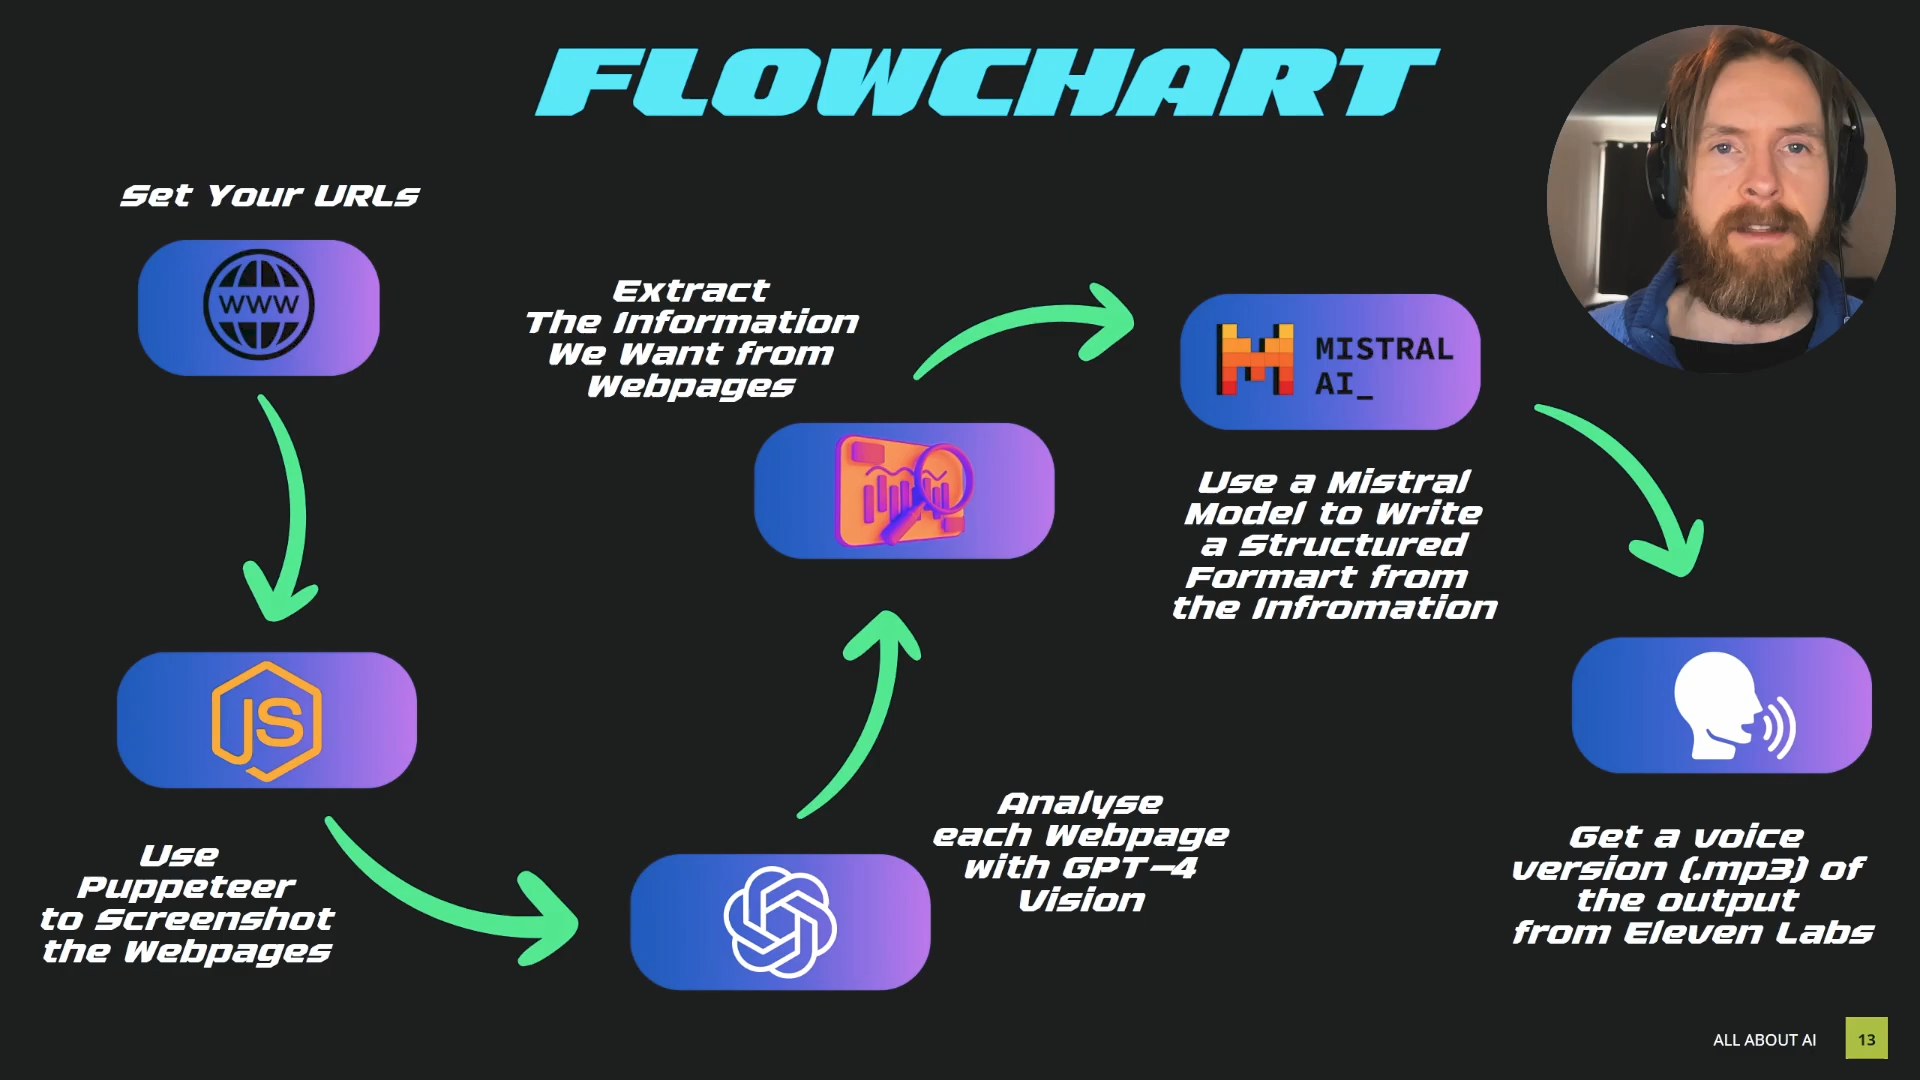 FLOWCHART
Set Your URLs
WWW
JS
Use
Puppeteer
to Screenshot
the Webpages
Analyse
each Webpage
with GPT-4
Vision
Extract
The Information
We Want from
Webpages
MISTRAL
AI_
Use a Mistral
Model to Write
a Structured
Formart from
the Infromation
Get a voice
version (.mp3) of
the output
from Eleven Labs
ALL ABOUT AI
13